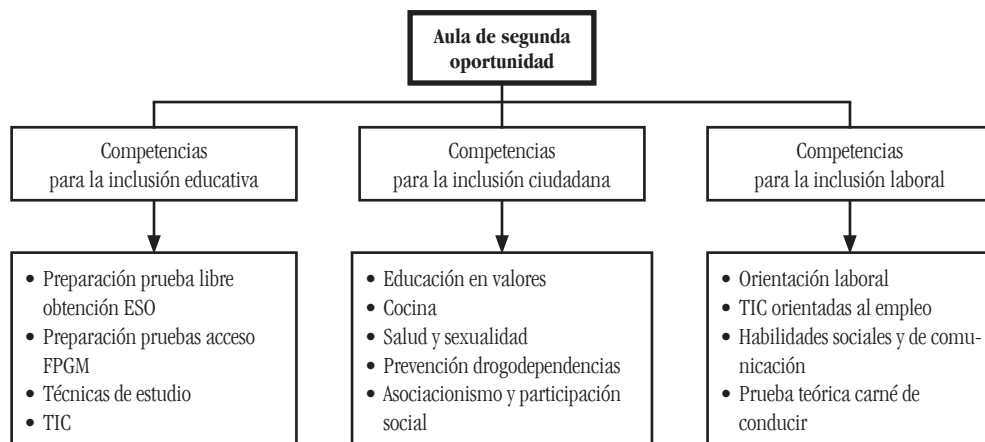 Aula de segunda
oportunidad
Competencias
para la inclusión educativa
Competencias
para la inclusión ciudadana
Competencias
para la inclusión laboral
• Preparación prueba libre
obtención ESO
• Preparación pruebas acceso
FPGM
• Técnicas de estudio
• TIC
• Educación en valores
• Cocina
• Salud y sexualidad
• Prevención drogodependencias
• Asociacionismo y participación
social
• Orientación laboral
• TIC orientadas al empleo
• Habilidades sociales y de comu-
nicación
• Prueba teórica carné de
conducir